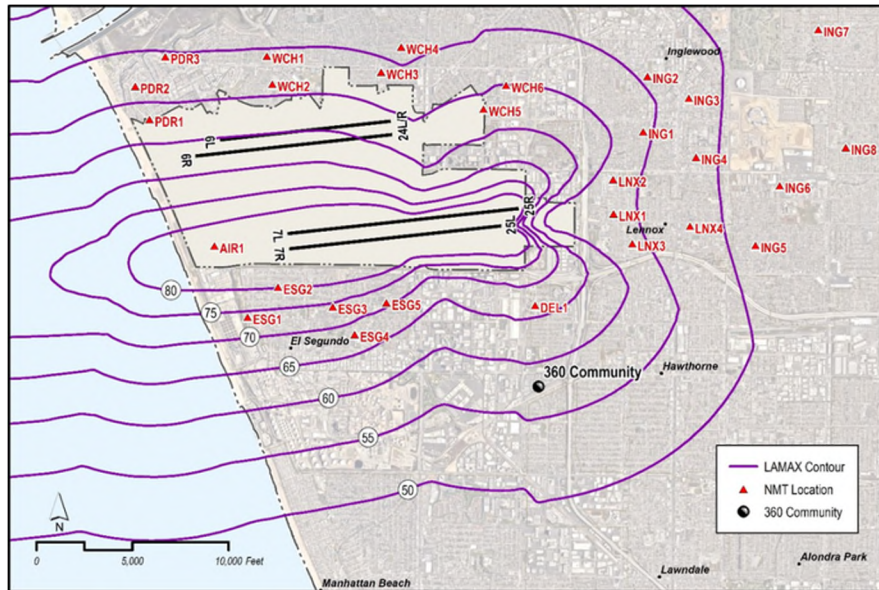 ING7
WCH4
Inglewood
PDR3
WCH1
WCH3
ING2
PDR2
WCH2
WCH6
ING3
WCH5
PDR1
24L/R
ING1
6L
6R
ING8
ING4
LNX2
ING6
25R
25L
LNX1
Lennox
LNX4
7L
7R
AIR1
LNX3
ING5
80
ESG2
75
ESG3
ESG5
DEL1
ESG1
70
ESG4
El Segundo
65
360 Community
Hawthorne
60
55
50
LAMAX Contour
NMT Location
360 Community
N
0
5,000
10,000 Feet
Manhattan Beach
Lawndale
Alondra Park